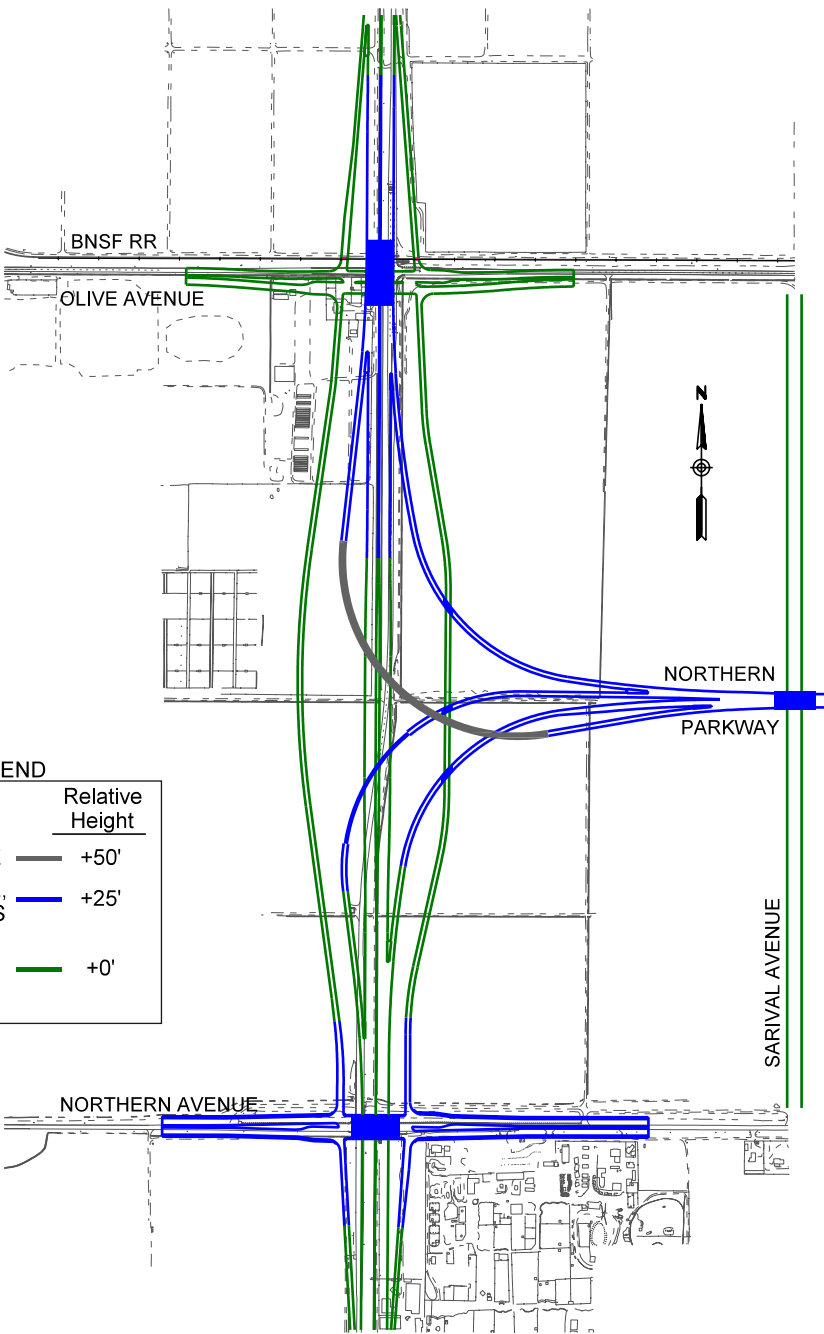 BNSF RR
OLIVE AVENUE
N
NORTHERN
PARKWAY
END
Relative
Height
+50'
+25'
S
+0'
SARIVAL AVENUE
NORTHERN AVENUE